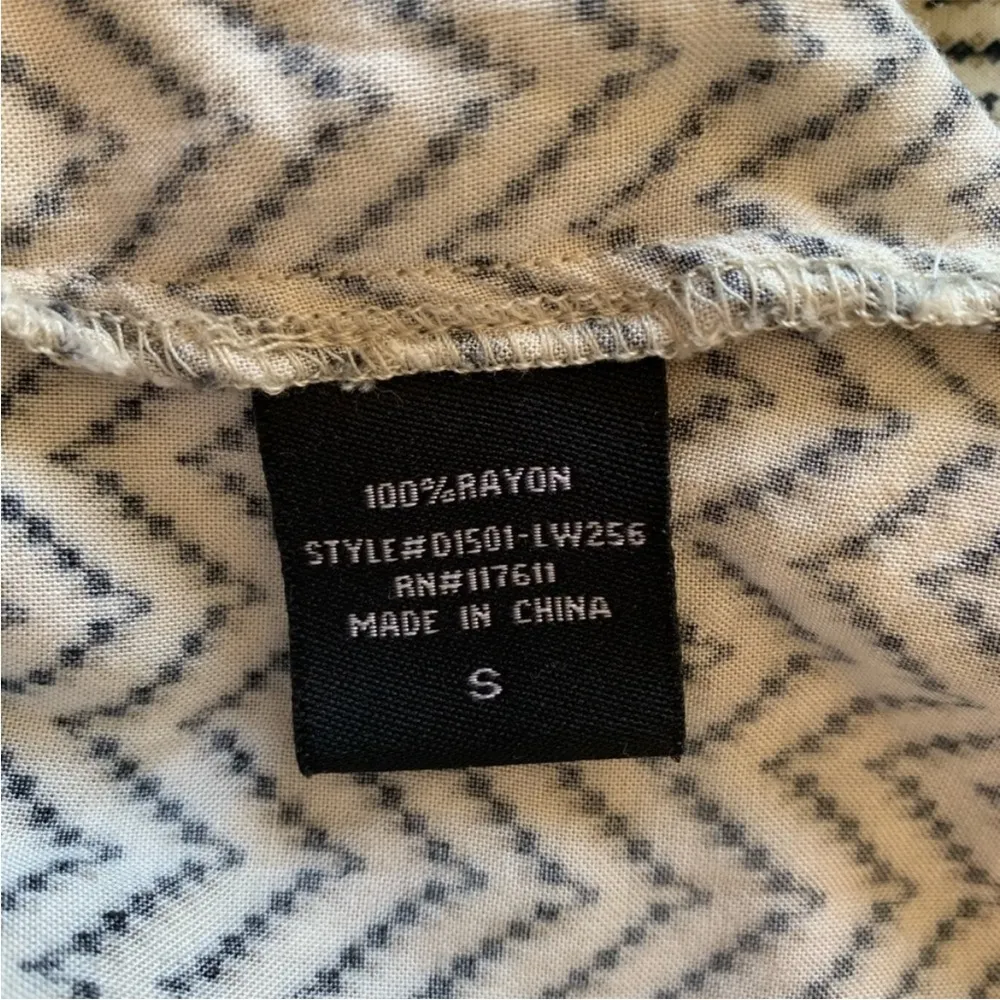 100%RAYON
STYLE#D1501-LW256
RN#117611
MADE IN CHINA
S